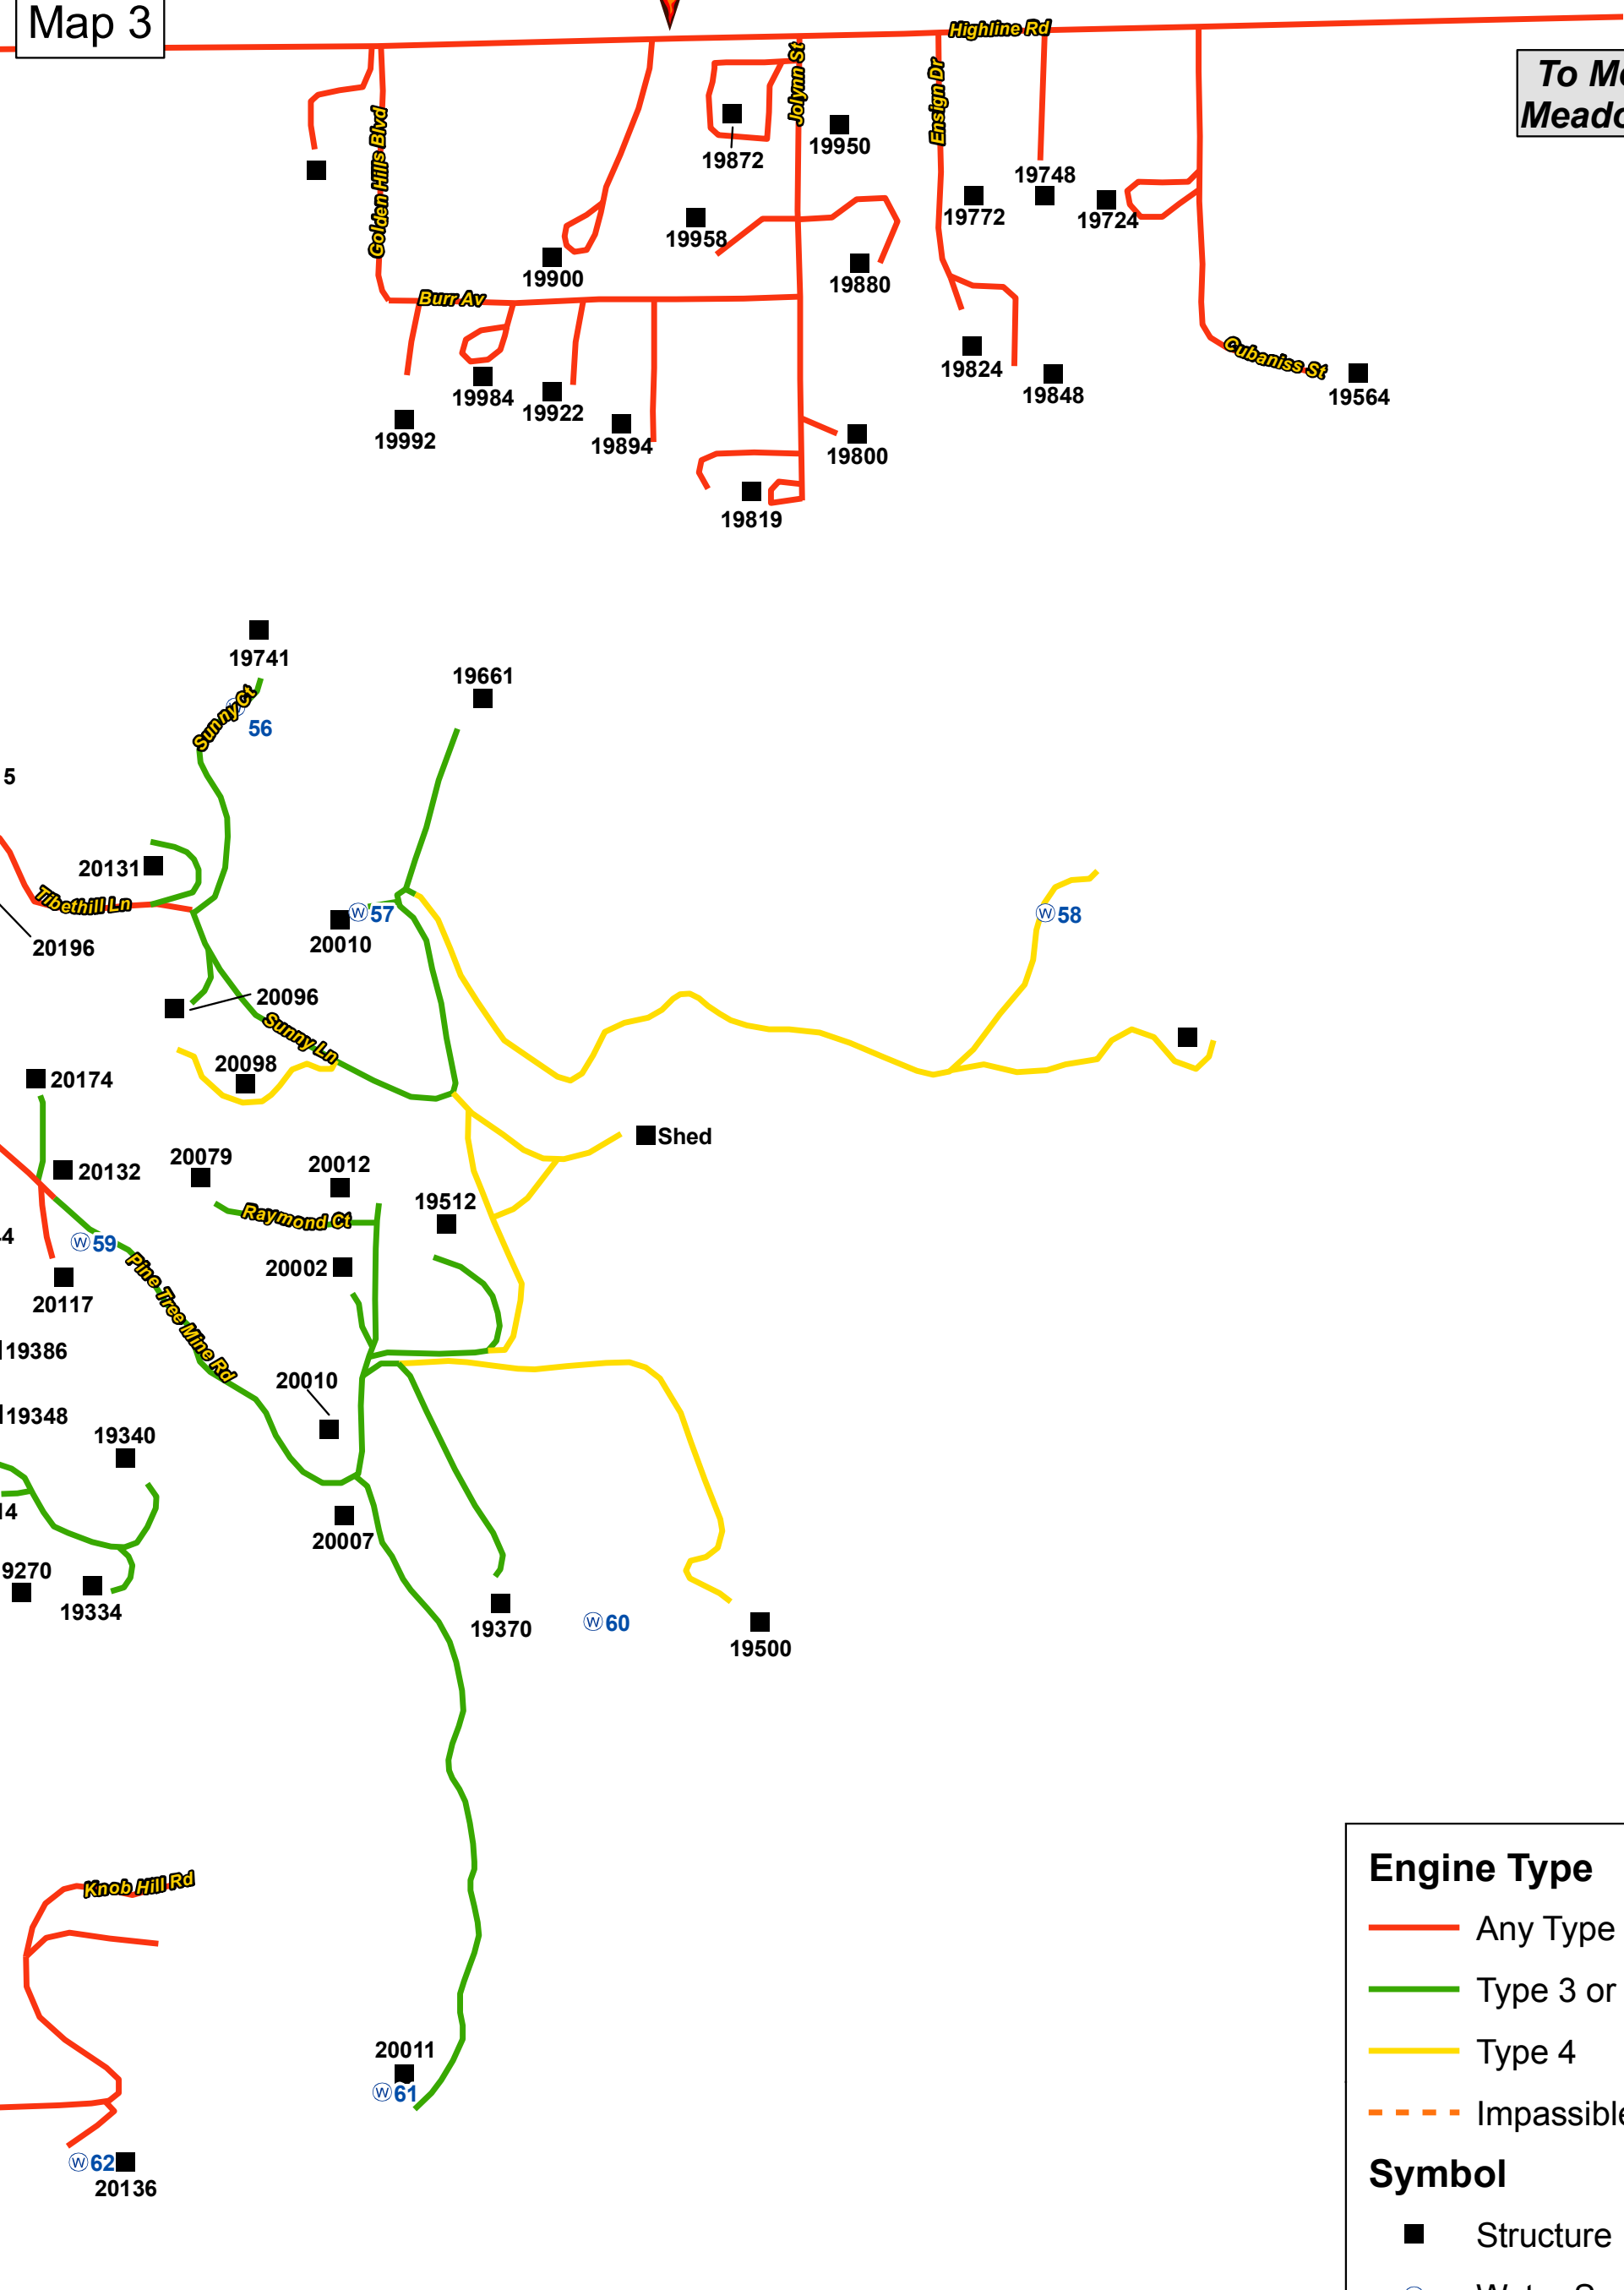 Map 3
Highline Rd
To M
Meado
Golden Hills Blvd
Jolynn St
Ensign Dr
19872
19950
19748
19772
19724
19958
19900
19880
Burr Av
Cubaniss St
19824
19848
19564
19984
19922
19992
19894
19800
19819
19741
19661
Sunny Ct
56
5
20131
Tibethill Ln
57
58
20010
20196
20096
Sunny Ln
20098
20174
Shed
20079
20012
20132
19512
Raymond Ct
4
59
20002
Pine Tree Mine Rd
20117
19386
20010
19348
19340
14
20007
9270
19334
19370
60
19500
Engine Type
Knob Hill Rd
Any Type
Type 3 or
Type 4
20011
61
Impassible
62
20136
Symbol
Structure